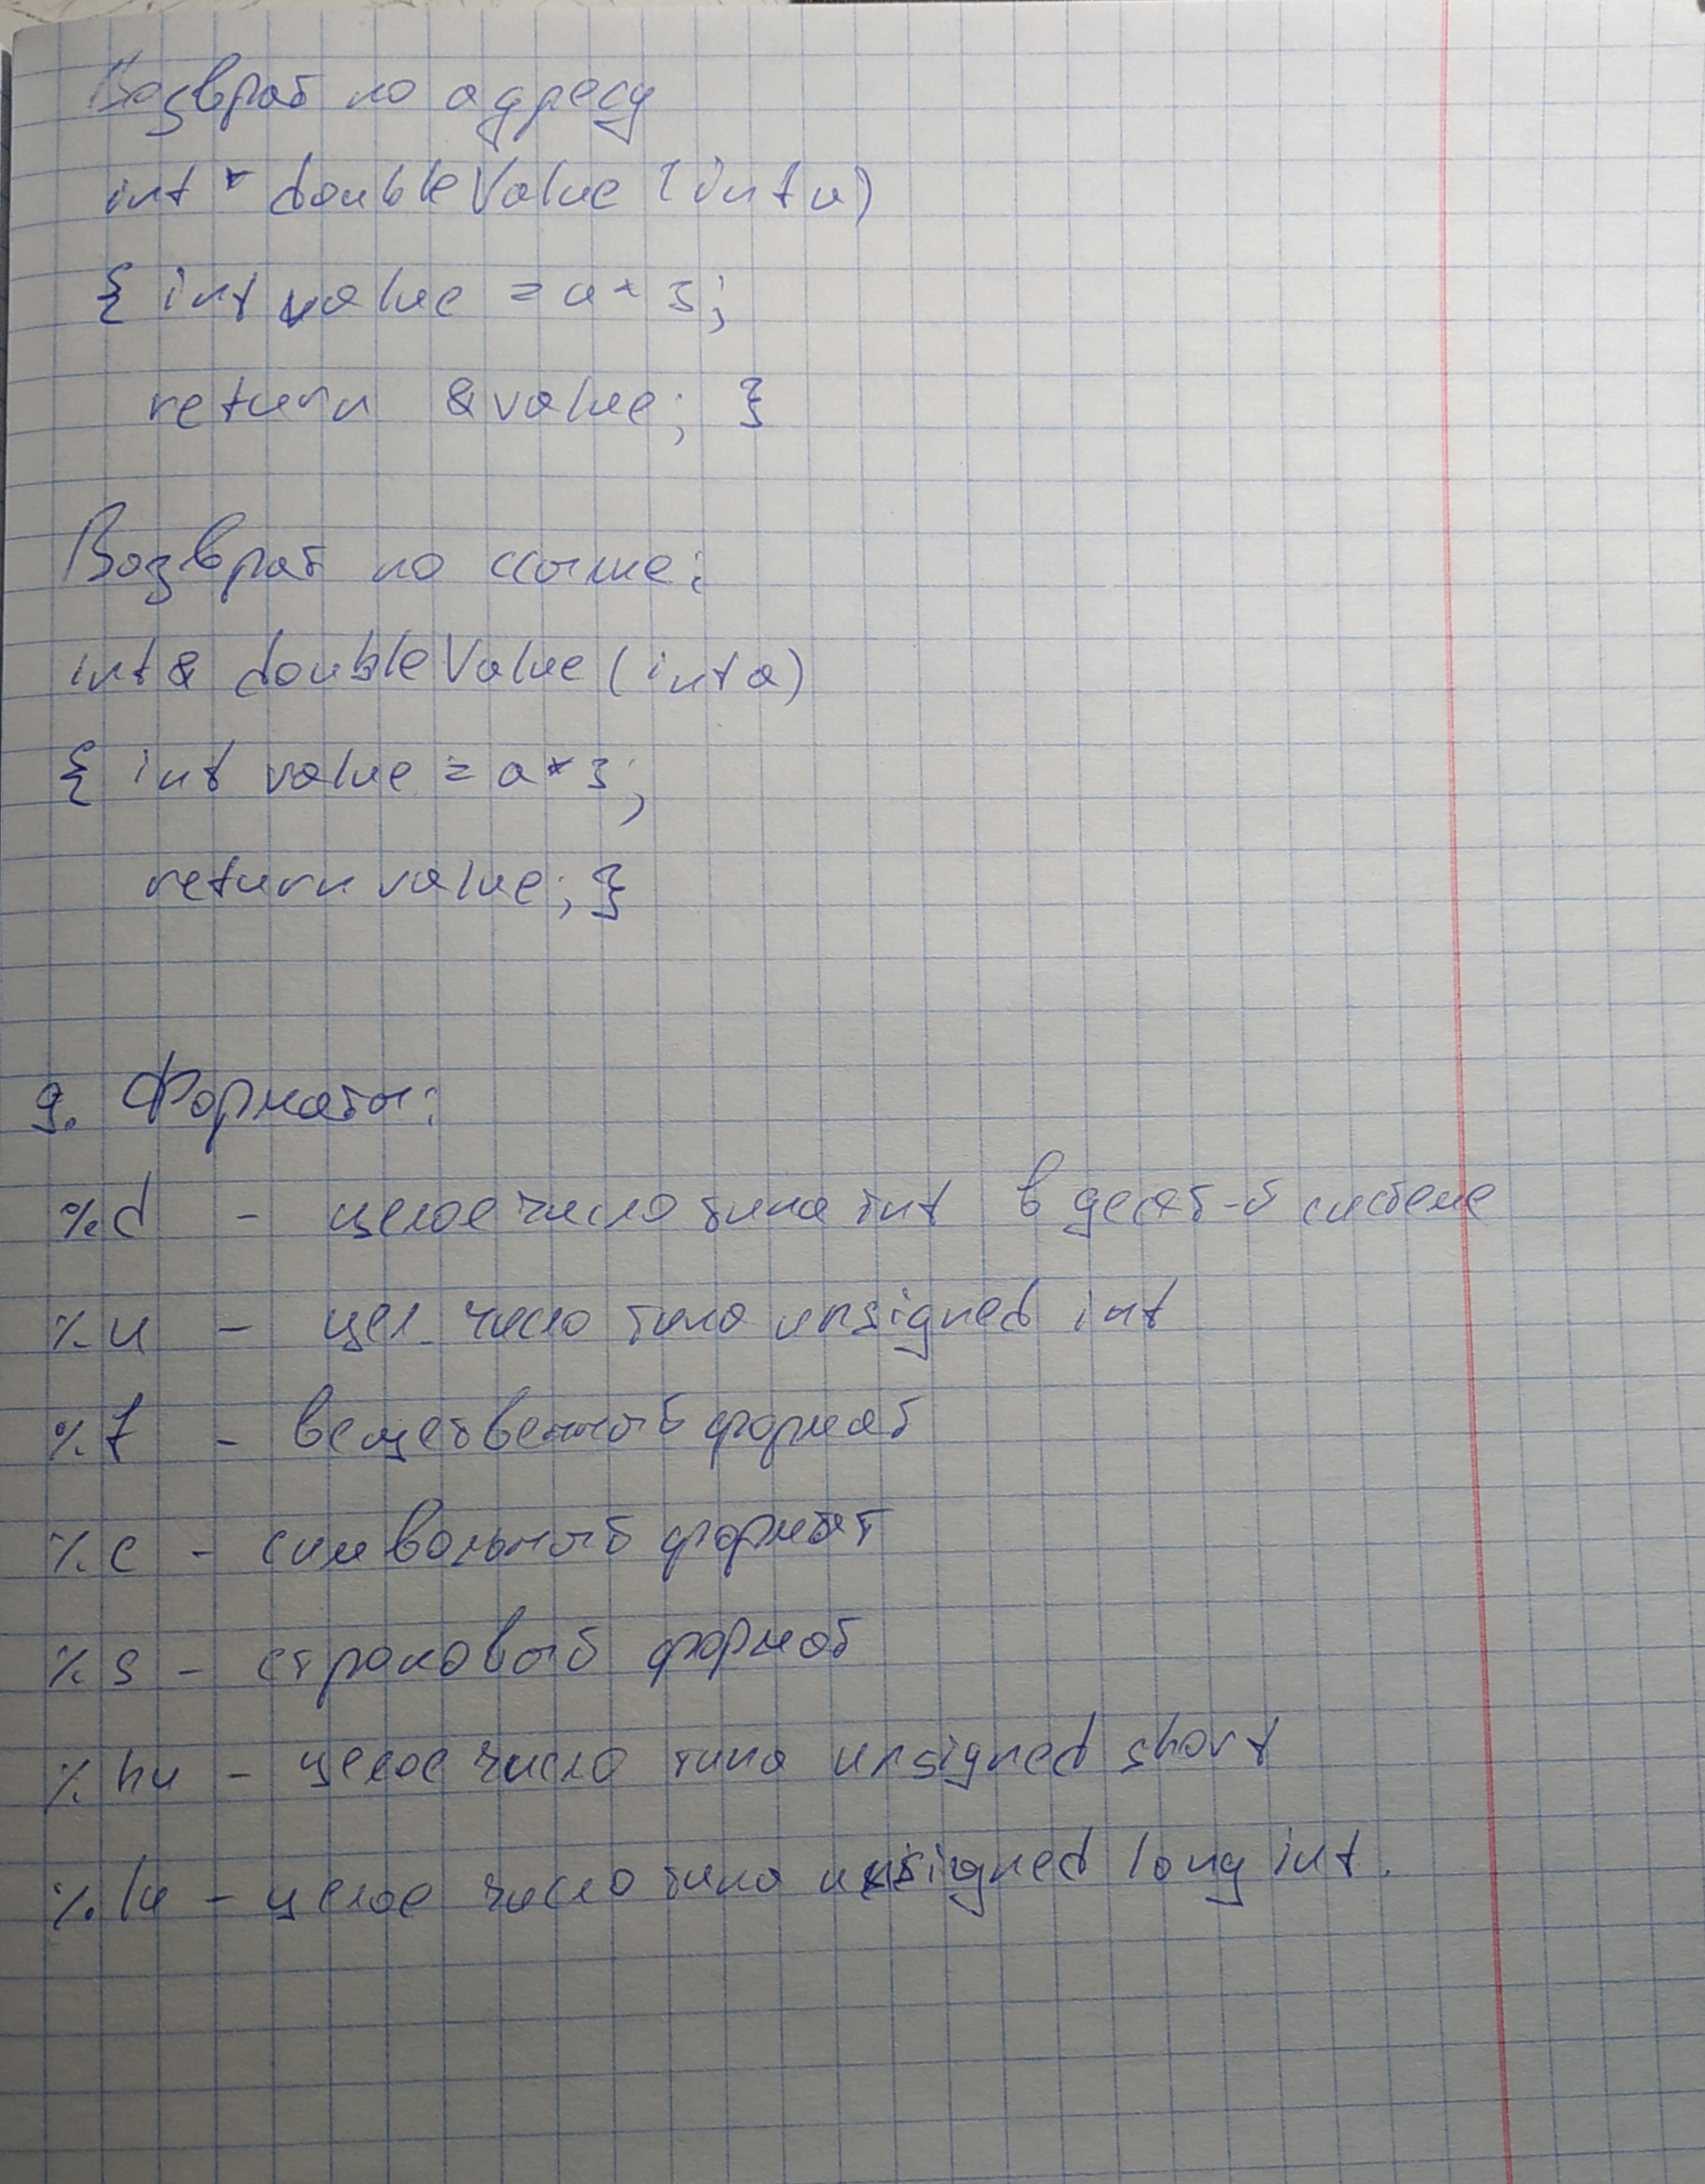 Возврат по адресу
int * doubleValue (int a)
{ int value = a * 3;
return &value; }
Возврат по ссылке:
int& doubleValue (int a)
{ int value = a * 3;
return value; }
9. Форматы:
%d - целое число типа int в десят-й системе
%u - цел. число типа unsigned int
%f - вещественный формат
%c - символьный формат
%s - строковый формат
%hu - целое число типа unsigned short
%lu - целое число типа unsigned long int.